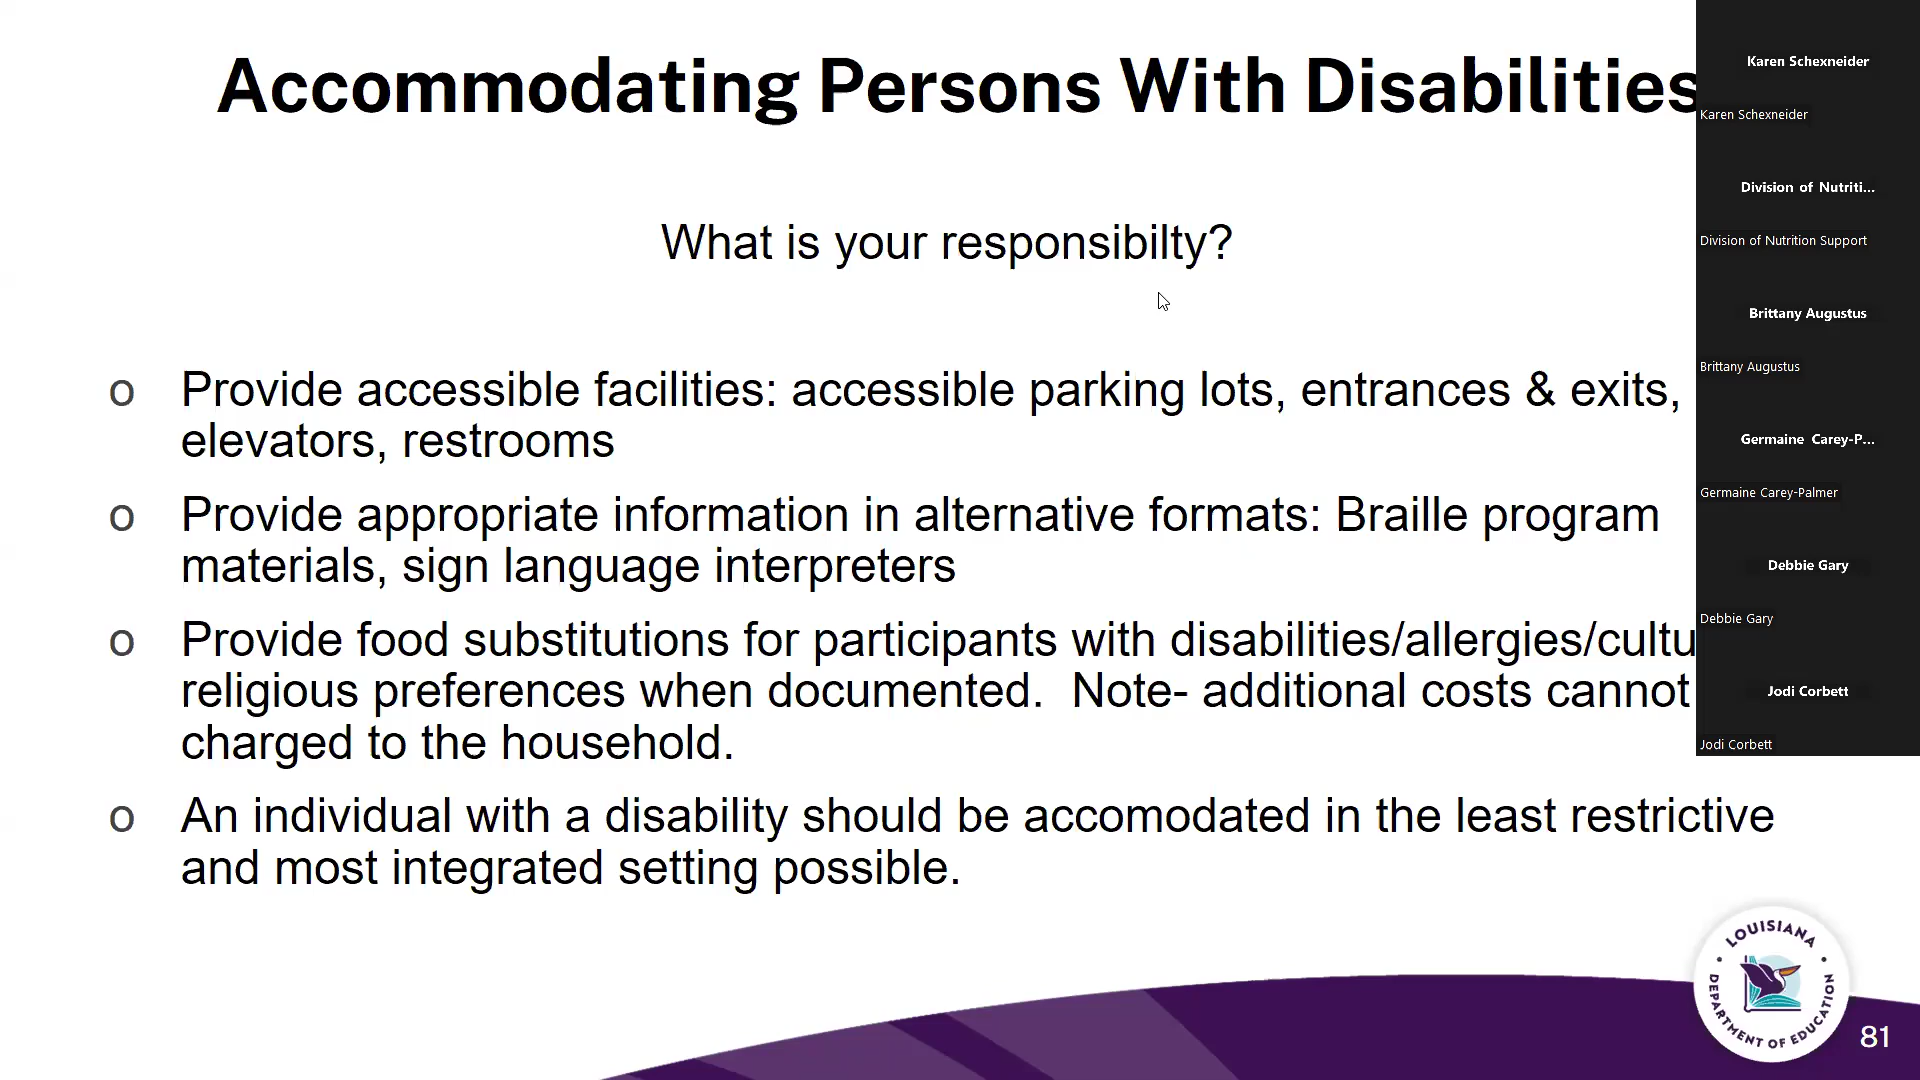 Accommodating Persons With Disabilities
What is your responsibilty?
o Provide accessible facilities: accessible parking lots, entrances & exits,
elevators, restrooms
o Provide appropriate information in alternative formats: Braille program
materials, sign language interpreters
o Provide food substitutions for participants with disabilities/allergies/cultu
religious preferences when documented. Note- additional costs cannot
charged to the household.
o An individual with a disability should be accomodated in the least restrictive
and most integrated setting possible.
Karen Schexneider
Karen Schexneider
Division of Nutriti...
Division of Nutrition Support
Brittany Augustus
Brittany Augustus
Germaine Carey-P...
Germaine Carey-Palmer
Debbie Gary
Debbie Gary
Jodi Corbett
Jodi Corbett
LOUISIANA
DEPARTMENT OF EDUCATION
81